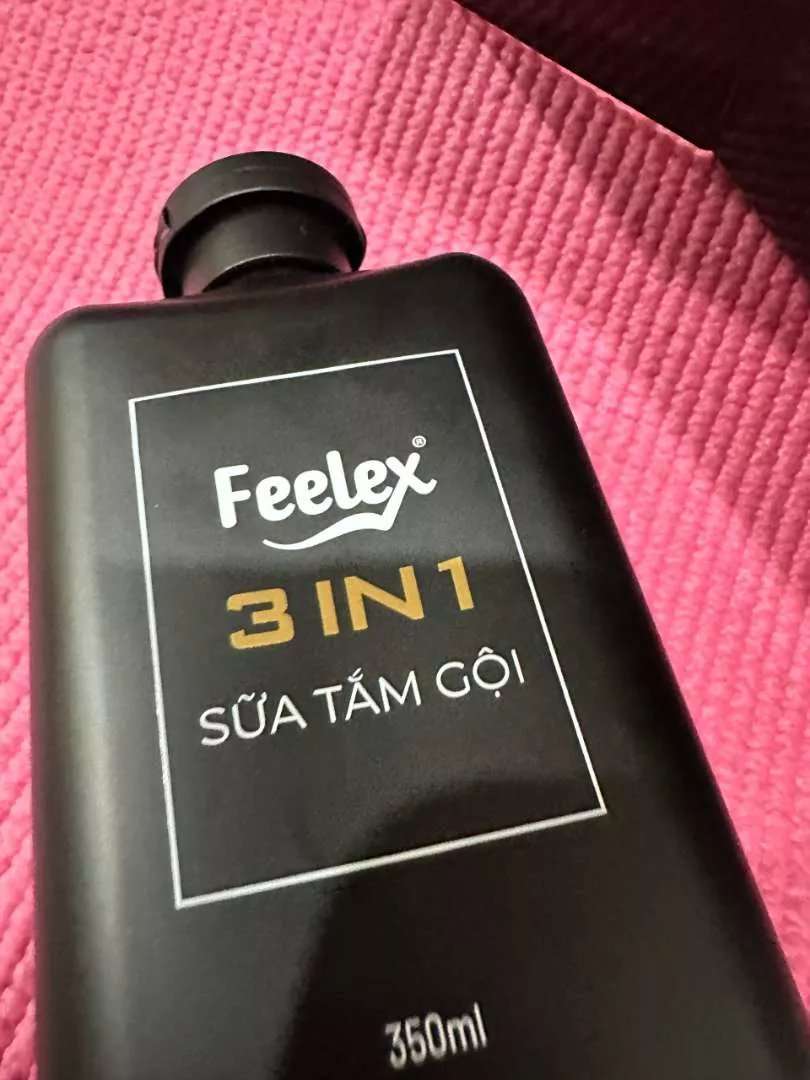 Feelex®
3 IN 1
SỮA TẮM GỘI
350ml